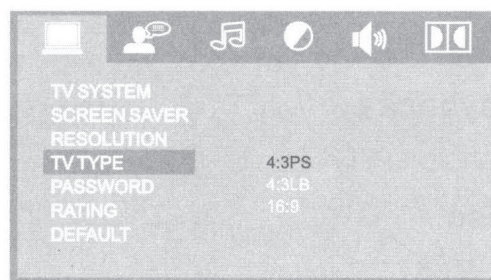 TV SYSTEM
SCREEN SAVER
RESOLUTION
TV TYPE 4:3PS
PASSWORD 4:3LB
RATING 16:9
DEFAULT